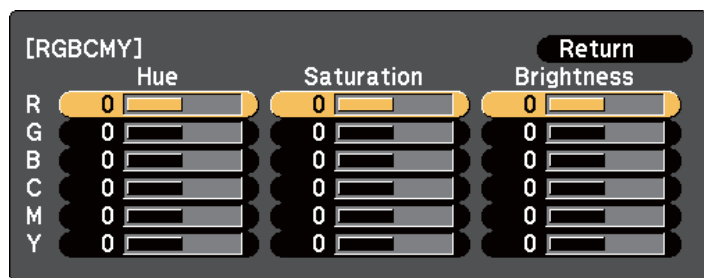 [RGBCMY] Return
Hue Saturation Brightness
R 0 0 0
G 0 0 0
B 0 0 0
C 0 0 0
M 0 0 0
Y 0 0 0